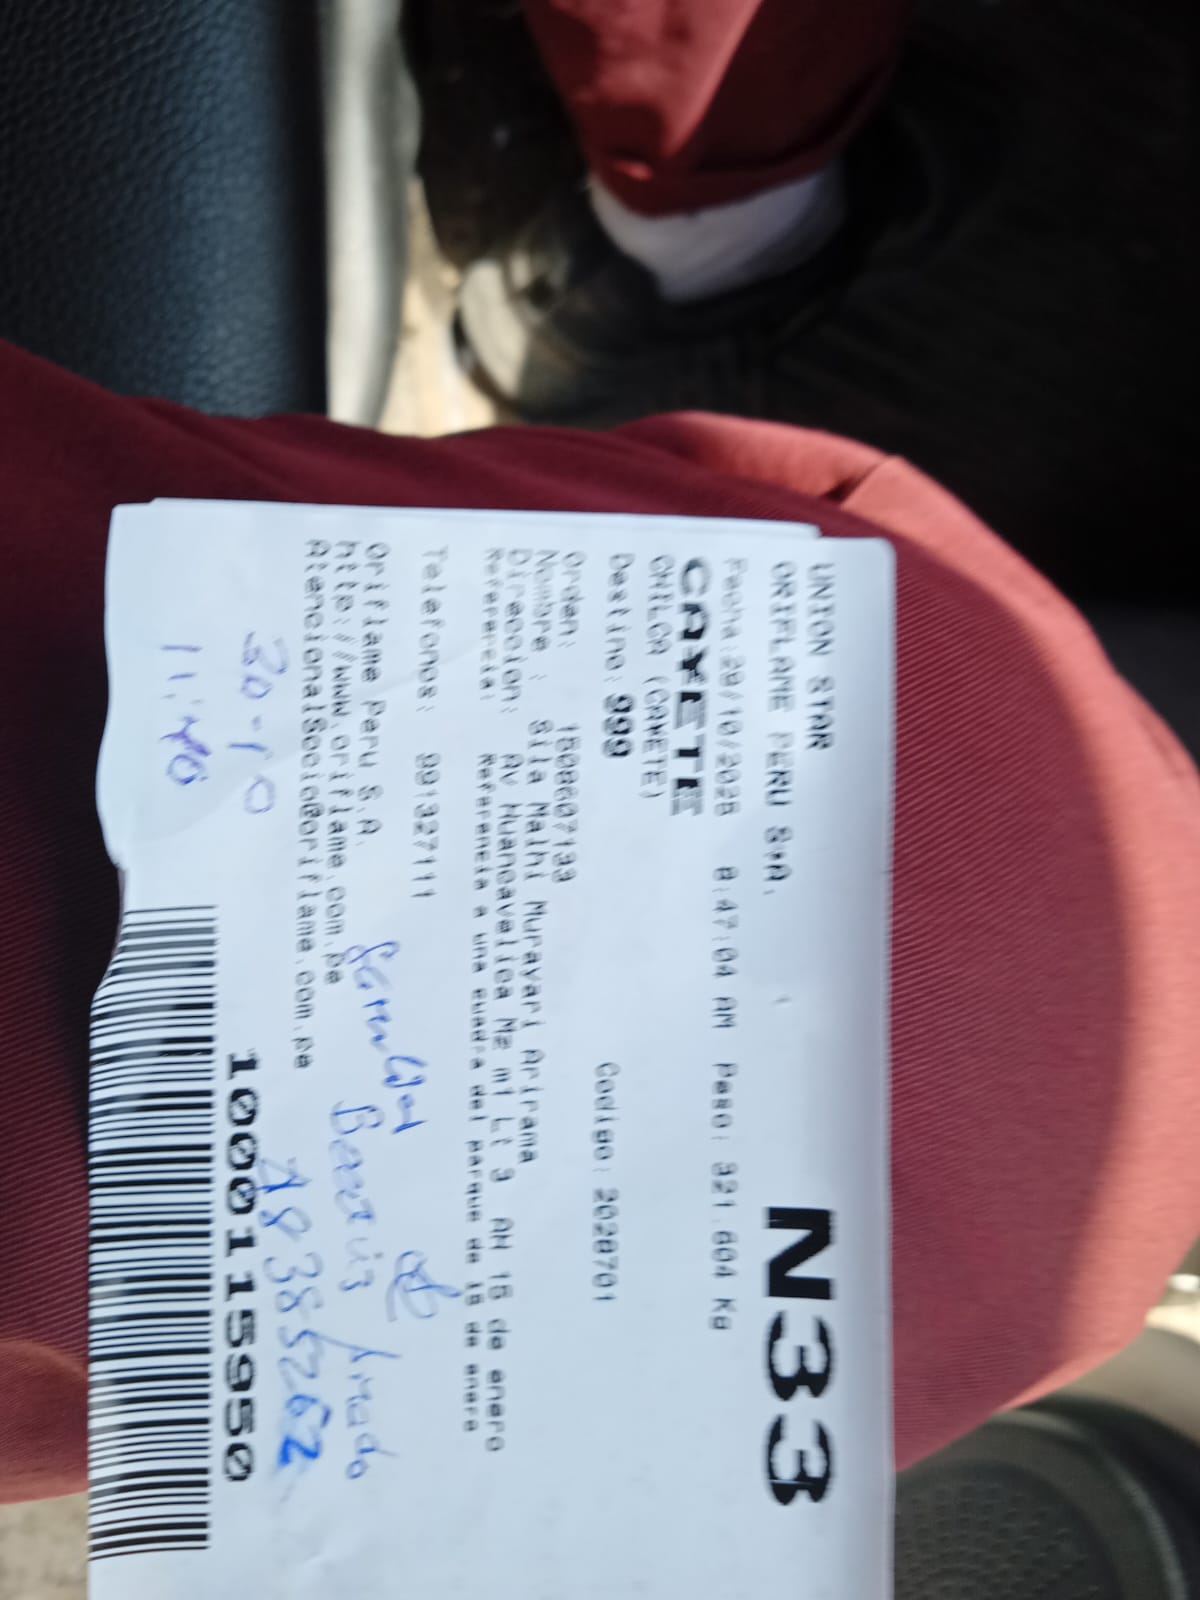 UNION STAR
ORIFLAME PERU S.A. N33
Fecha:29/10/2025 8:47:04 AM Peso: 321.604 Kg
CAÑETE
CHILCA (CAÑETE)
Destino: 999 Codigo: 2028701
Orden: 150607139
Nombre : Sila Maihi Murayari Arirama
Direccion: Av Huancavelica Mz m1 Lt 3 AH 15 de enero
Referencia: Referencia a una cuadra del parque de 15 de enero
Telefonos: 991327111
Oriflame Peru S.A.
http://www.oriflame.com.pe
AtencionalSocio@oriflame.com.pe
30-10
11:40
1000115950